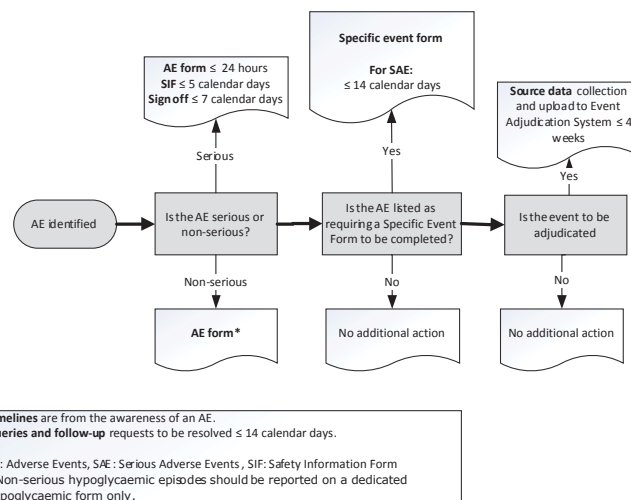 AE form ≤ 24 hours
SIF ≤ 5 calendar days
Sign off ≤ 7 calendar days
Specific event form
For SAE:
≤ 14 calendar days
Source data collection
and upload to Event
Adjudication System ≤ 4
weeks
Serious
Yes
Yes
AE identified
Is the AE serious or
non-serious?
Is the AE listed as
requiring a Specific Event
Form to be completed?
Is the event to be
adjudicated
Non-serious
No
No
AE form*
No additional action
No additional action
are from the awareness of an AE.
and follow-up requests to be resolved ≤ 14 calendar days.
: Adverse Events, SAE: Serious Adverse Events, SIF: Safety Information Form
Non-serious hypoglycaemic episodes should be reported on a dedicated
form only.